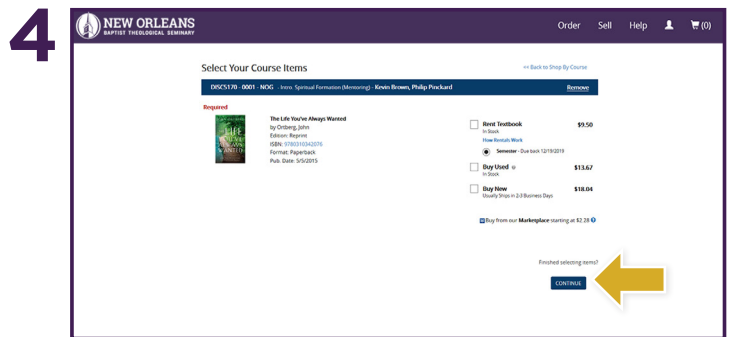 4
NEW ORLEANS
BAPTIST THEOLOGICAL SEMINARY
Order Sell Help (0)
Select Your Course Items
<< Back to Shop By Course
DISC5170 - 0001 - NOG - Intro. Spiritual Formation (Mentoring) - Kevin Brown, Philip Pinckard Remove
Required
The Life You've Always Wanted
by Ortberg, John
Edition: Reprint
ISBN: 9780310342076
Format: Paperback
Pub. Date: 5/5/2015
Rent Textbook $9.50
In Stock
How Rentals Work
Semester - Due back 12/19/2019
Buy Used $13.67
In Stock
Buy New $18.04
Usually Ships in 2-3 Business Days
Buy from our Marketplace starting at $2.28
Finished selecting items?
CONTINUE